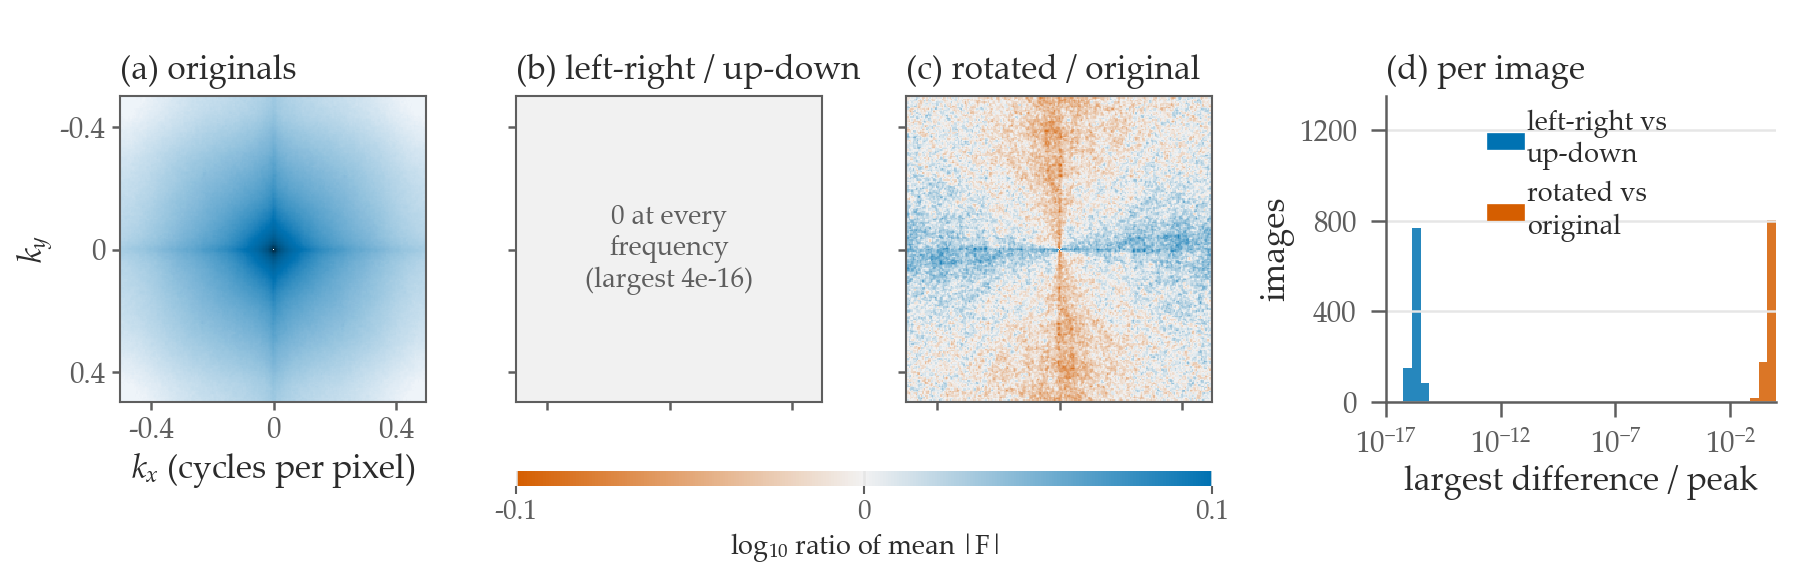 (a) originals
-0.4
0
0.4
k_y
-0.4
0
0.4
k_x (cycles per pixel)
(b) left-right / up-down
0 at every
frequency
(largest 4e-16)
(c) rotated / original
-0.1
0
0.1
log₁₀ ratio of mean |F|
(d) per image
left-right vs
up-down
rotated vs
original
images
1200
800
400
0
10⁻¹⁷
10⁻¹²
10⁻⁷
10⁻²
largest difference / peak